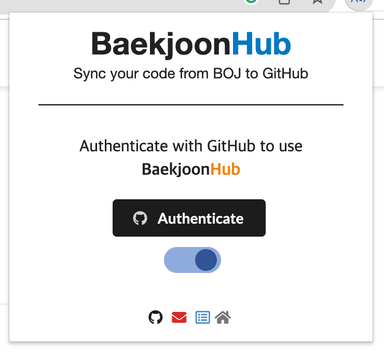 BaekjoonHub
Sync your code from BOJ to GitHub
Authenticate with GitHub to use
BaekjoonHub
Authenticate